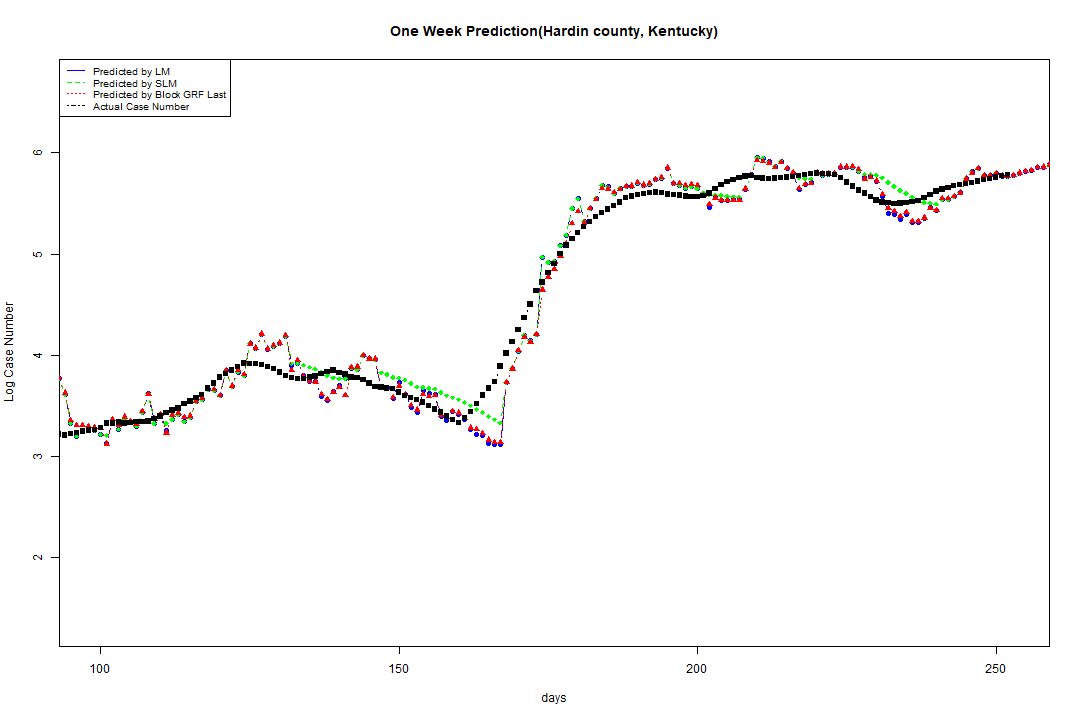 One Week Prediction(Hardin county, Kentucky)
Predicted by LM
Predicted by SLM
Predicted by Block GRF Last
Actual Case Number
6
5
4
3
2
Log Case Number
100
150
200
250
days